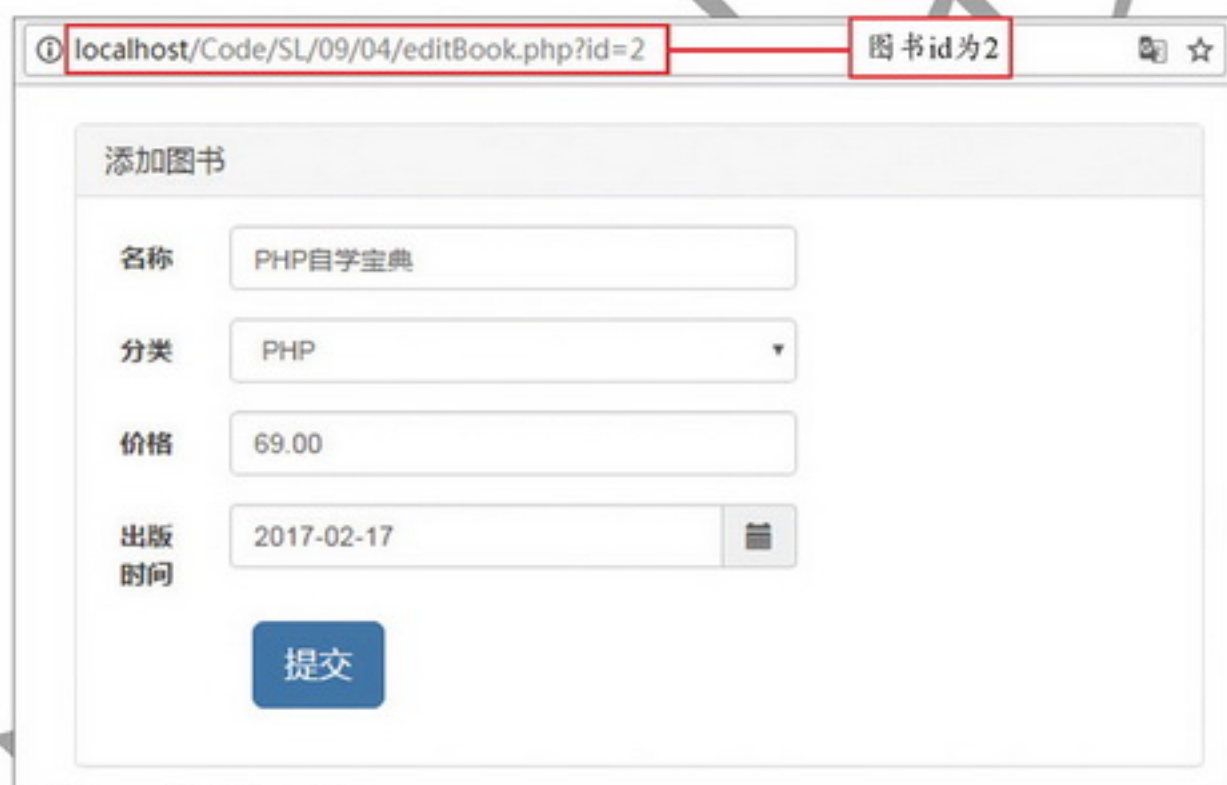 localhost/Code/SL/09/04/editBook.php?id=2
图书id为2
添加图书
名称
PHP自学宝典
分类
PHP
价格
69.00
出版
时间
2017-02-17
提交